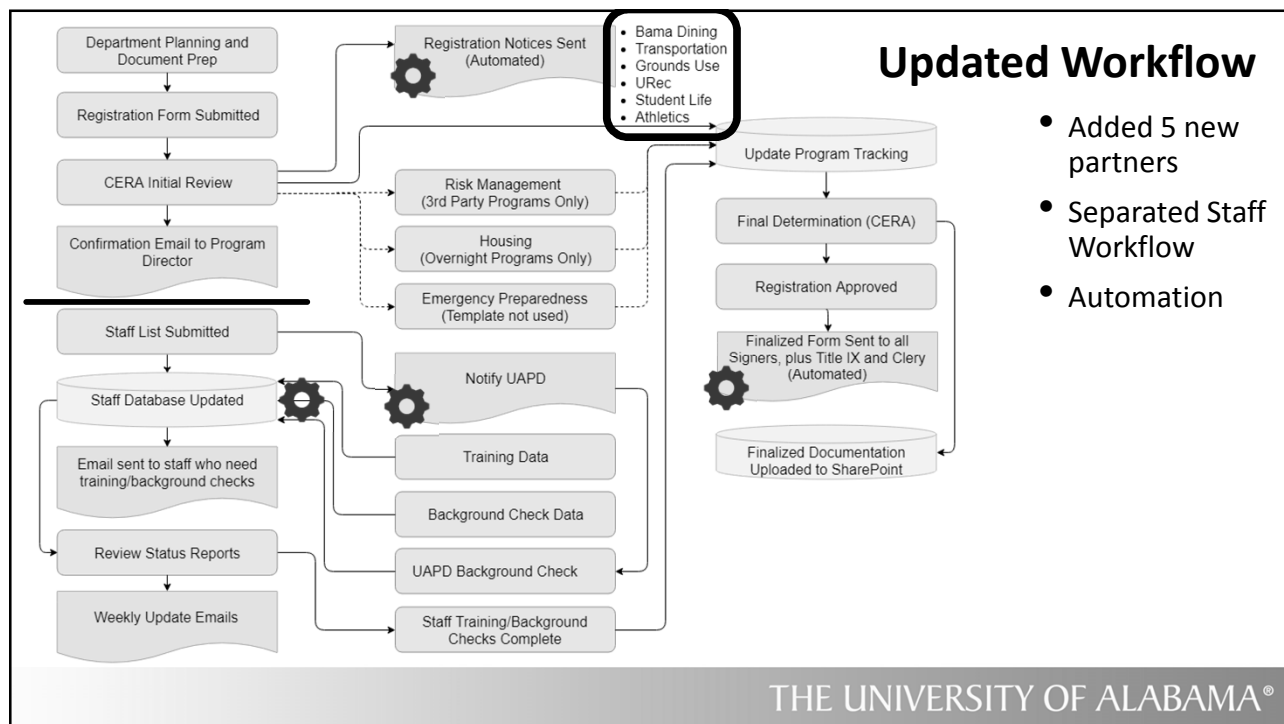 Department Planning and
Document Prep
Registration Form Submitted
CERA Initial Review
Confirmation Email to Program
Director
Staff List Submitted
Staff Database Updated
Email sent to staff who need
training/background checks
Review Status Reports
Weekly Update Emails
Registration Notices Sent
(Automated)
• Bama Dining
• Transportation
• Grounds Use
• URec
• Student Life
• Athletics
Risk Management
(3rd Party Programs Only)
Housing
(Overnight Programs Only)
Emergency Preparedness
(Template not used)
Notify UAPD
Training Data
Background Check Data
UAPD Background Check
Staff Training/Background
Checks Complete
Update Program Tracking
Final Determination (CERA)
Registration Approved
Finalized Form Sent to all
Signers, plus Title IX and Clery
(Automated)
Finalized Documentation
Uploaded to SharePoint
Updated Workflow
• Added 5 new
partners
• Separated Staff
Workflow
• Automation
THE UNIVERSITY OF ALABAMA®